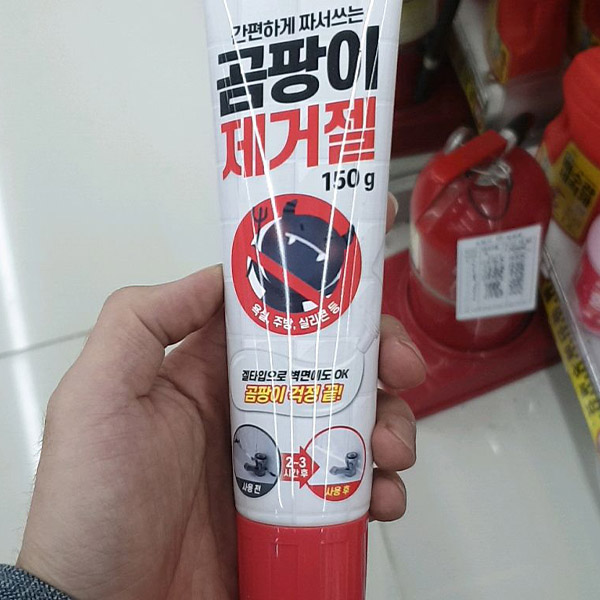 간편하게 짜서쓰는
곰팡이
제거젤
150g
욕실, 주방, 실리콘 등
겔타입으로 벽면에도 OK
곰팡이 걱정 끝!
2~3
시간 후
사용 전
사용 후